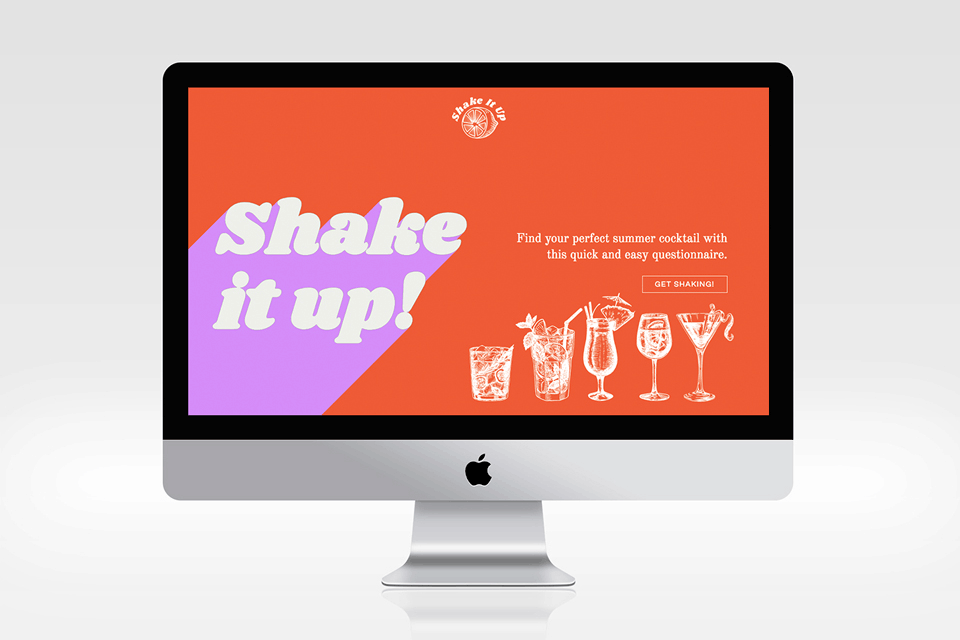 Shake It Up
Shake
it up!
Find your perfect summer cocktail with
this quick and easy questionnaire.
GET SHAKING!